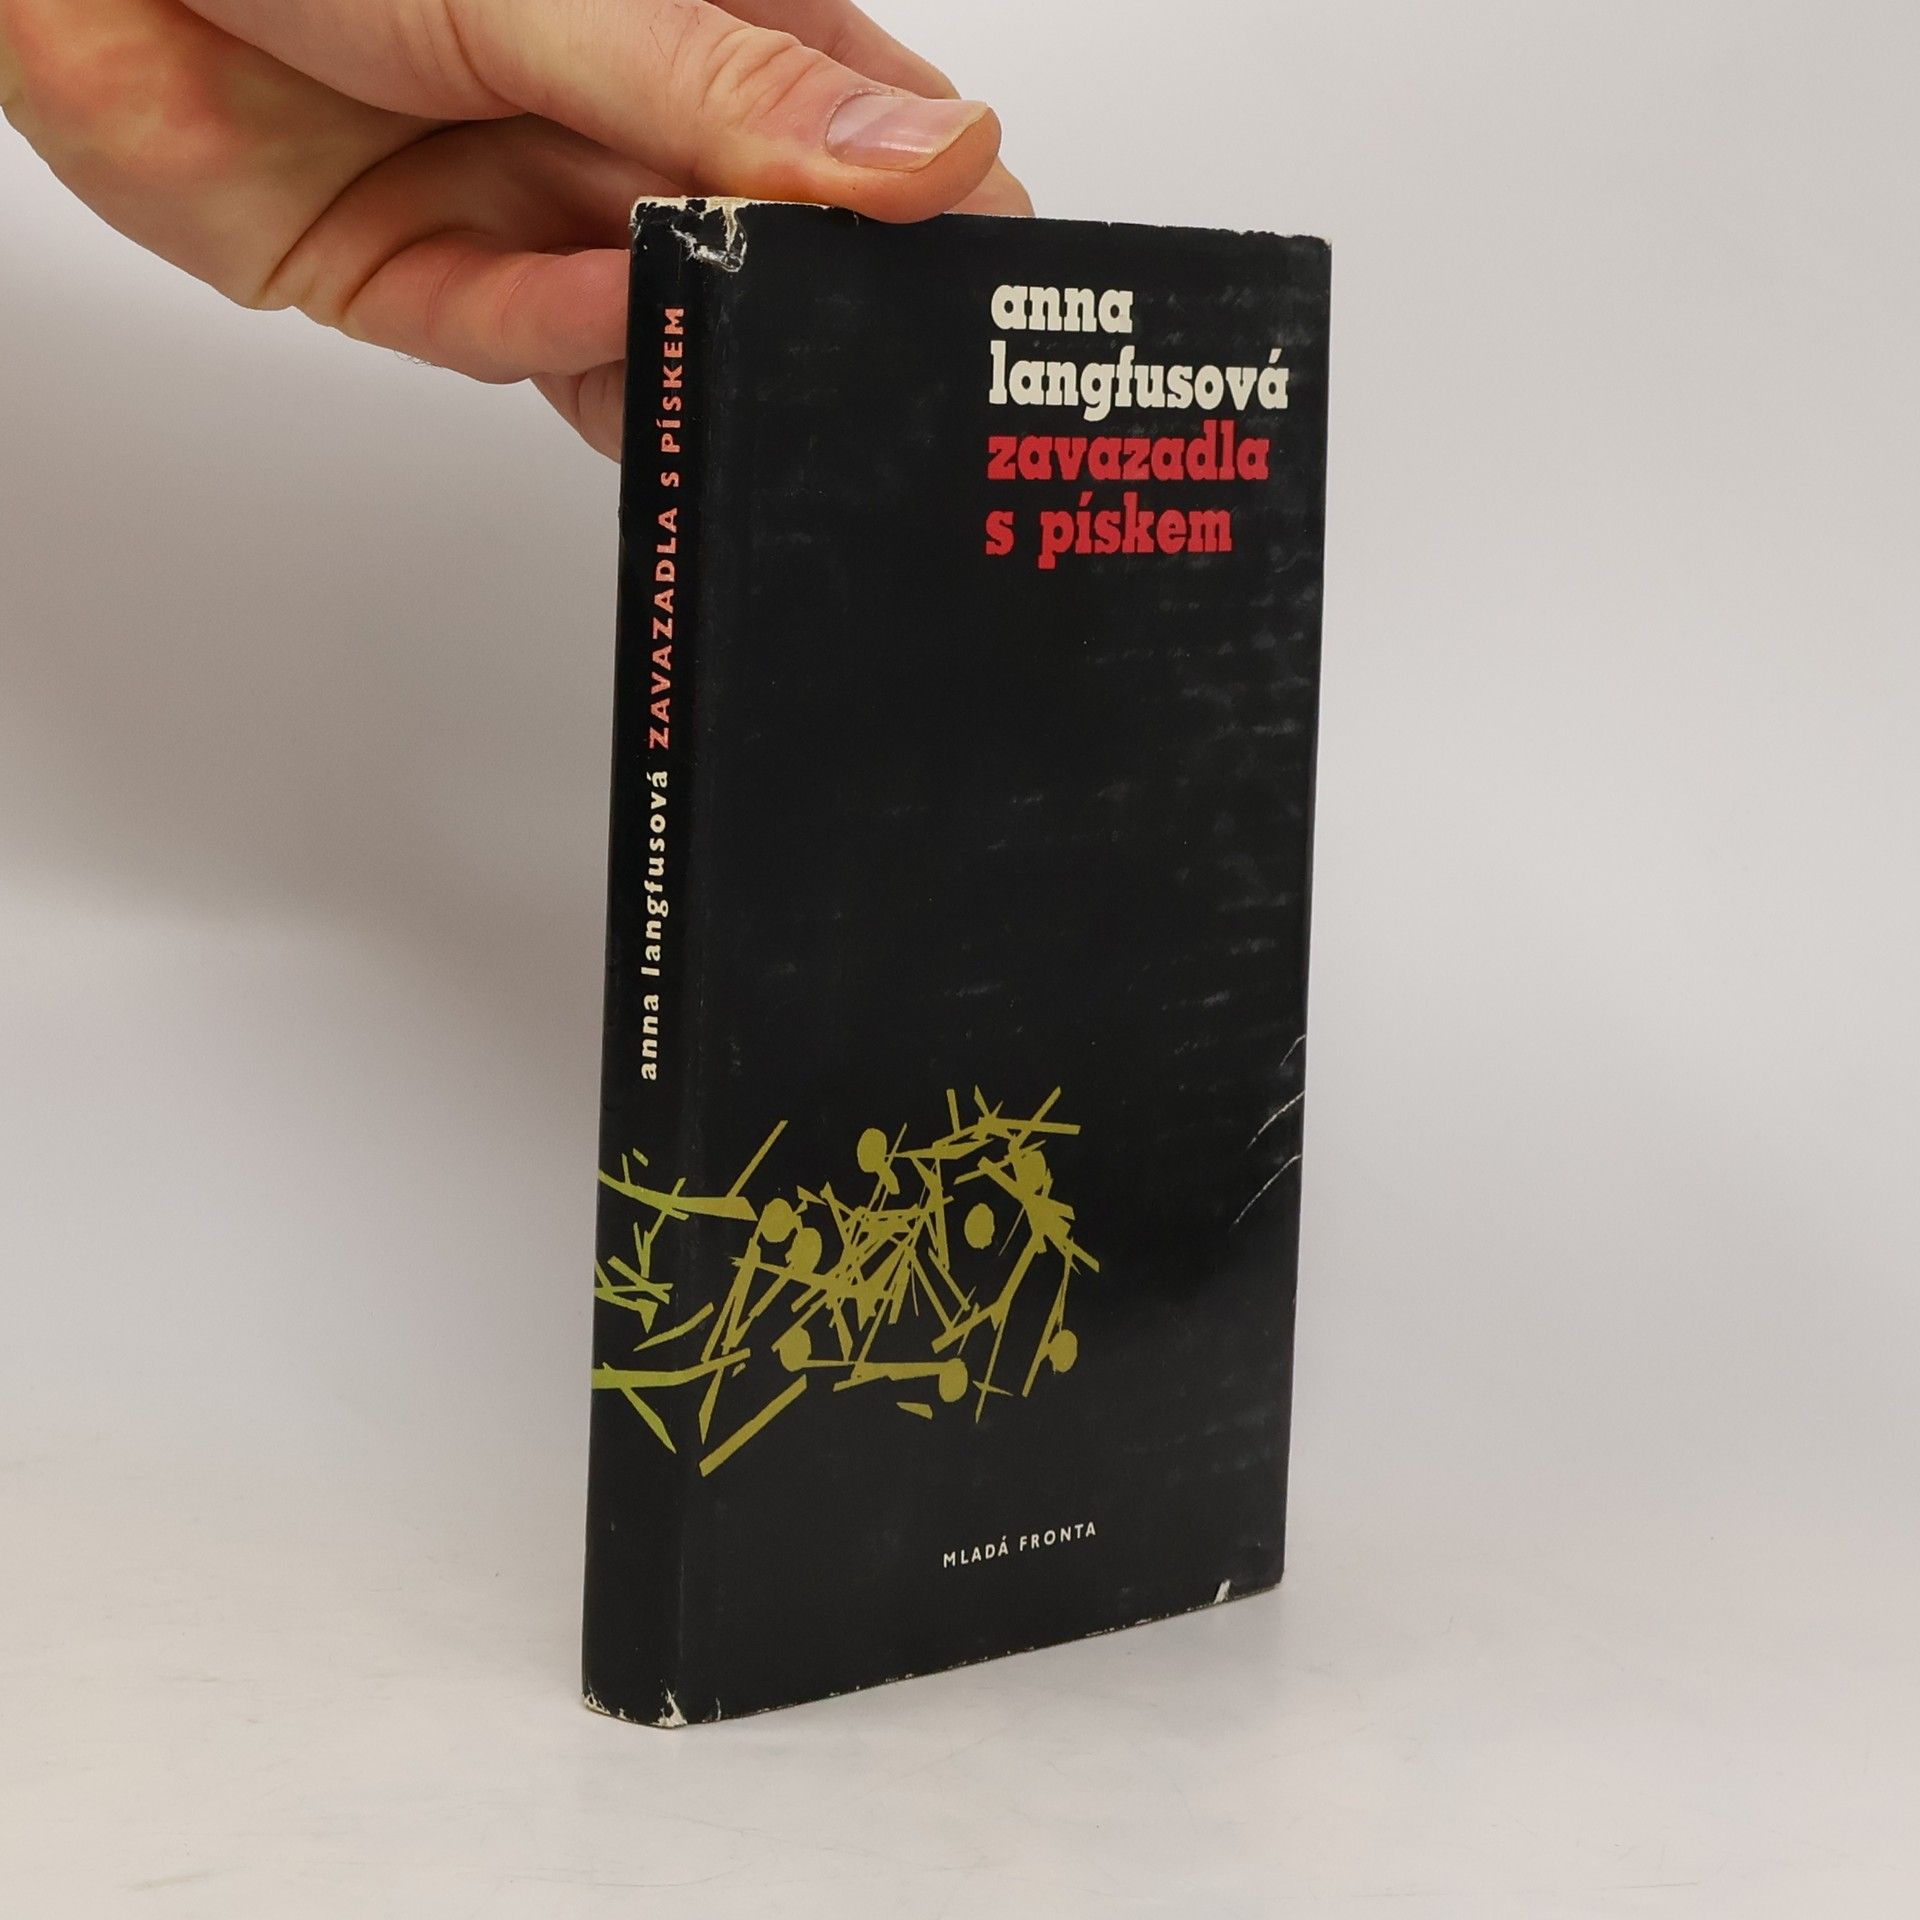 anna
langfusová
zavazadla
s pískem
MLADÁ FRONTA
anna langfusová ZAVAZADLA S PÍSKEM